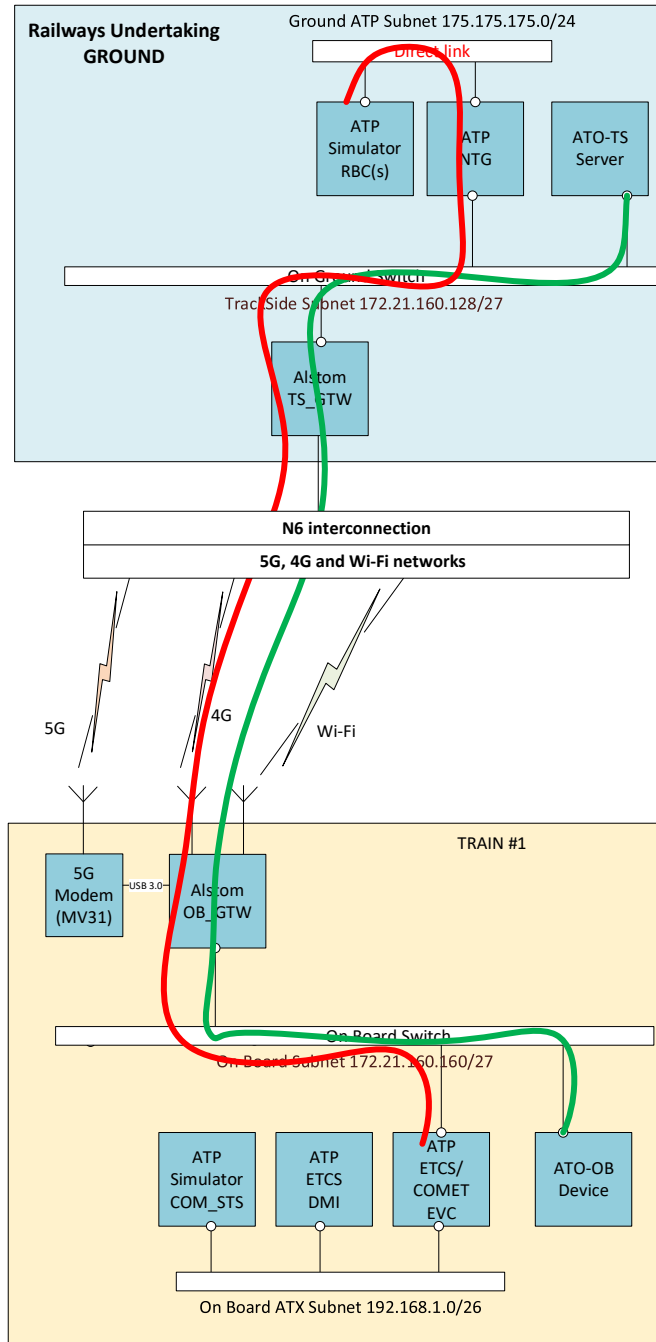 Railways Undertaking
GROUND
Ground ATP Subnet 175.175.175.0/24
Direct link
ATP
Simulator
RBC(s)
ATP
NTG
ATO-TS
Server
On Ground Switch
TrackSide Subnet 172.21.160.128/27
Alstom
TS_GTW
N6 interconnection
5G, 4G and Wi-Fi networks
5G
4G
Wi-Fi
TRAIN #1
5G
Modem
(MV31)
USB 3.0
Alstom
OB_GTW
On Board Switch
On Board Subnet 172.21.160.160/27
ATP
Simulator
COM_STS
ATP
ETCS
DMI
ATP
ETCS/
COMET
EVC
ATO-OB
Device
On Board ATX Subnet 192.168.1.0/26